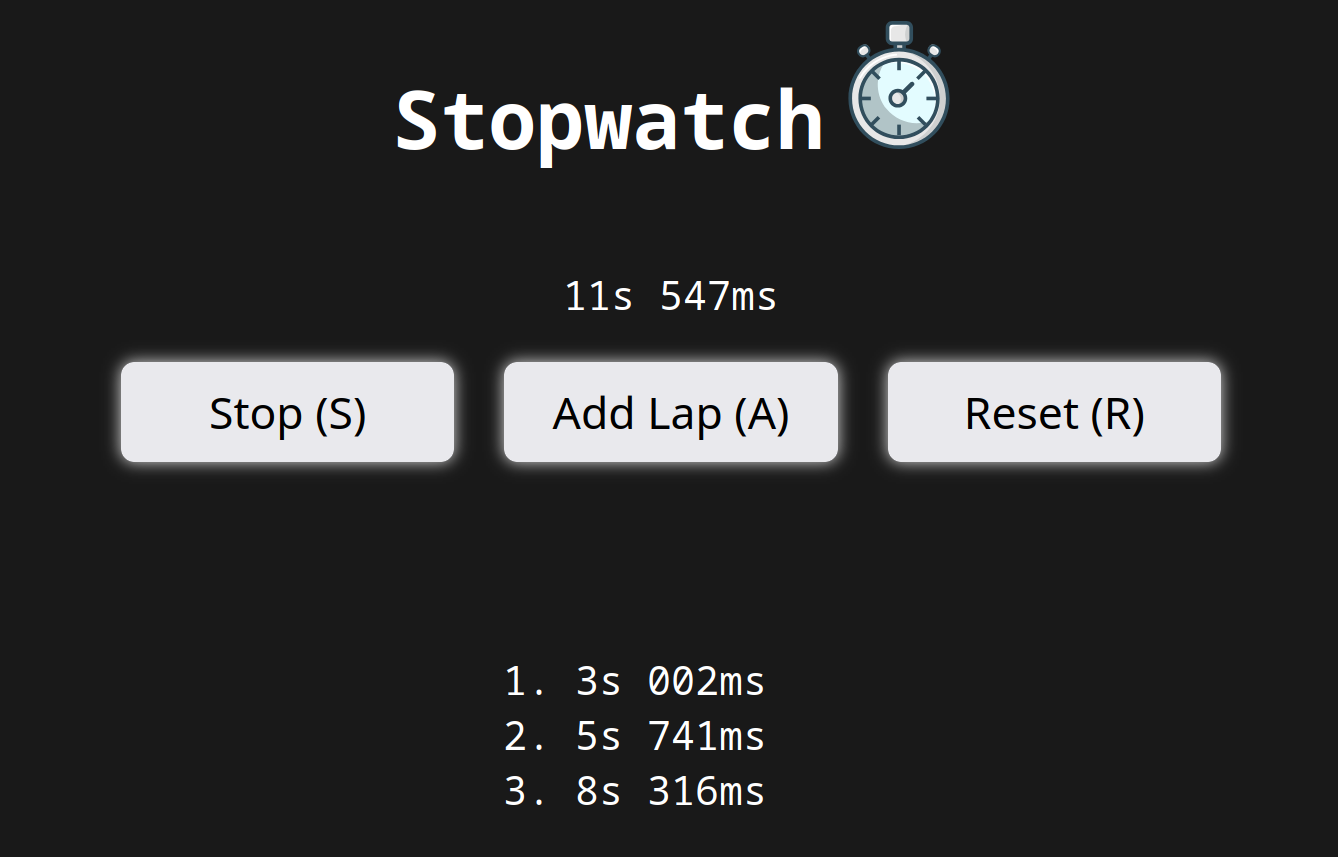 Stopwatch
11s 547ms
Stop (S)
Add Lap (A)
Reset (R)
1. 3s 002ms
2. 5s 741ms
3. 8s 316ms